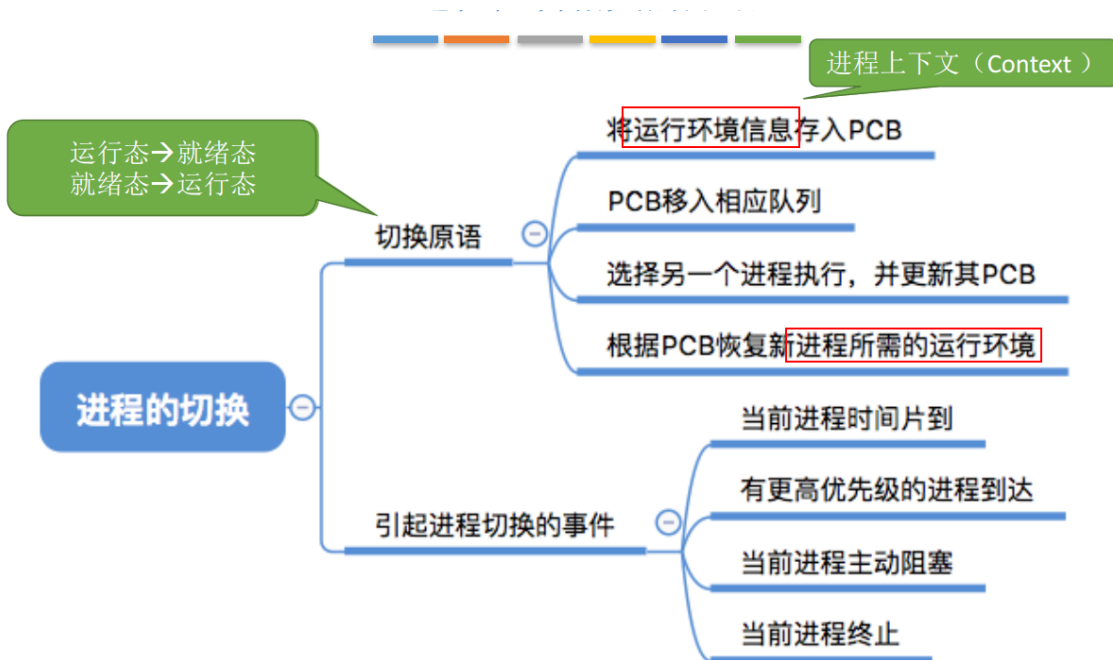 进程上下文（Context ）
运行态→就绪态
就绪态→运行态
将运行环境信息存入PCB
PCB移入相应队列
切换原语
选择另一个进程执行，并更新其PCB
根据PCB恢复新进程所需的运行环境
进程的切换
当前进程时间片到
有更高优先级的进程到达
引起进程切换的事件
当前进程主动阻塞
当前进程终止